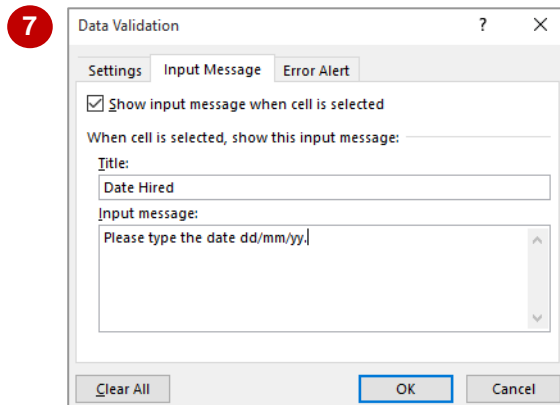 7
Data Validation ? ×
Settings Input Message Error Alert
Show input message when cell is selected
When cell is selected, show this input message:
Title:
Date Hired
Input message:
Please type the date dd/mm/yy.
Clear All OK Cancel